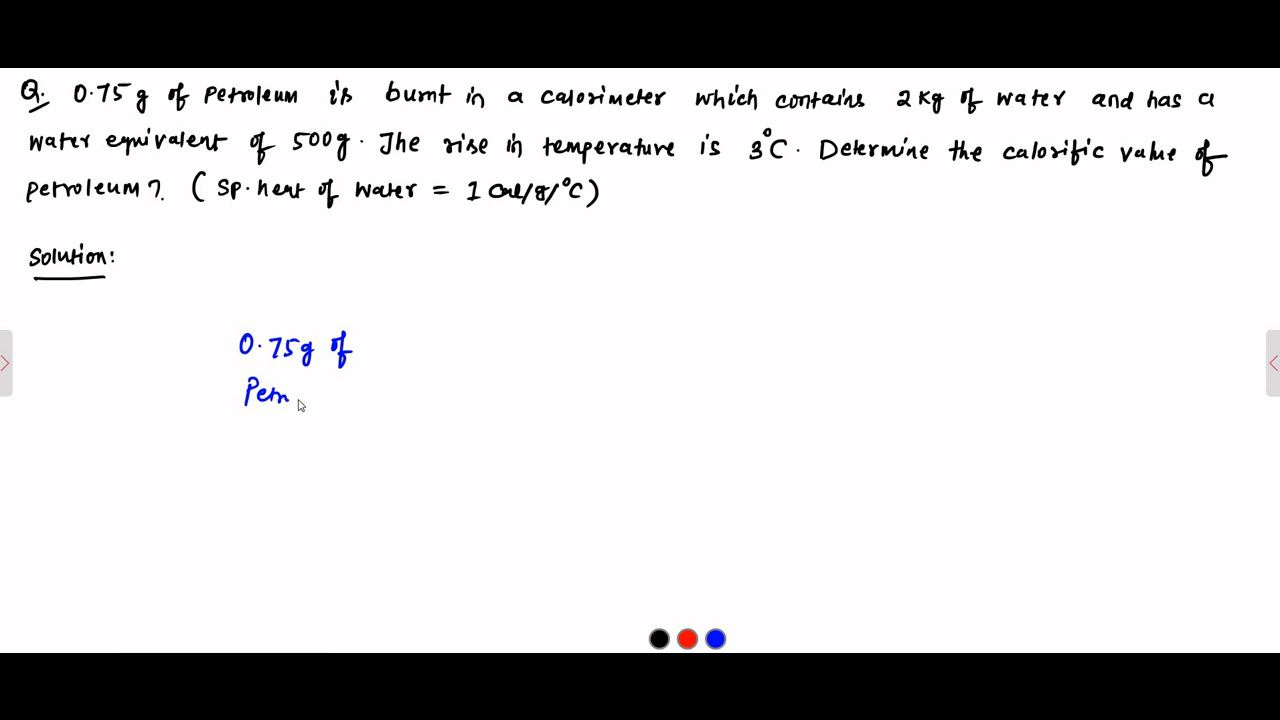 Q. 0.75 g of petroleum is burnt in a calorimeter which contains 2 Kg of water and has a
water equivalent of 500g. The rise in temperature is 3°C. Determine the calorific value of
petroleum?. (Sp. heat of water = 1 Cal/g/°C)
Solution:
0.75g of
Petr